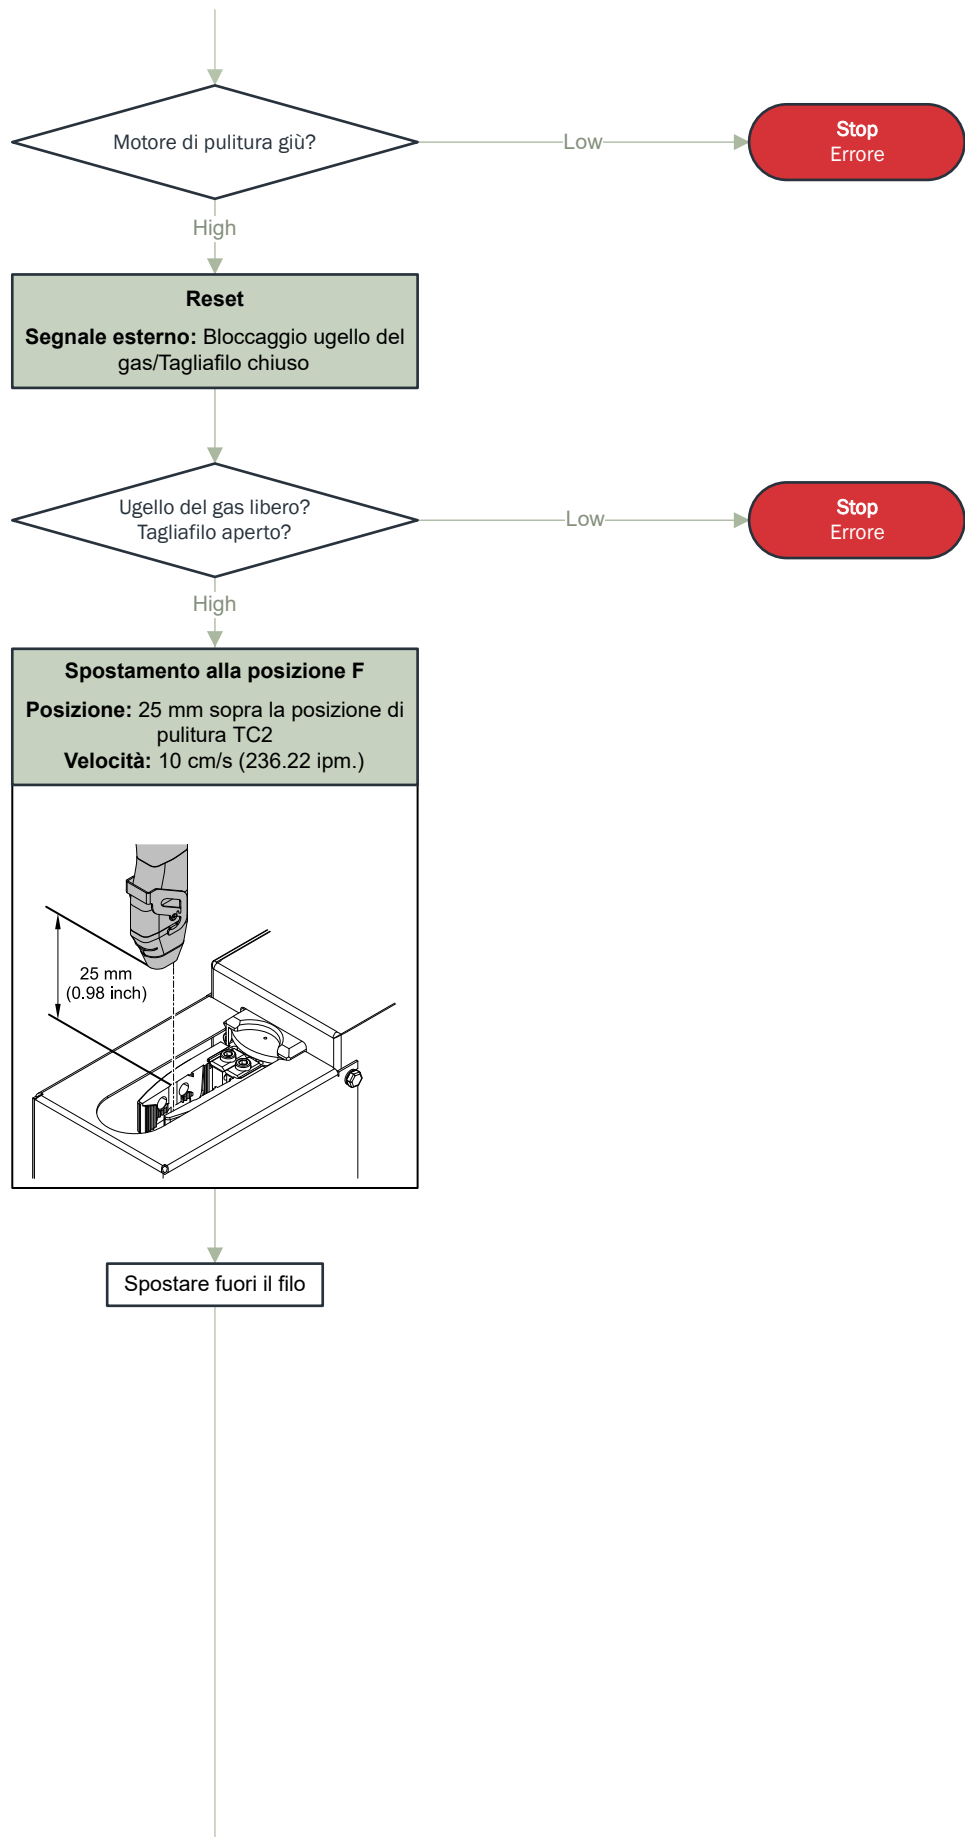 Motore di pulitura giù?
Low
Stop
Errore
High
Reset
Segnale esterno: Bloccaggio ugello del
gas/Tagliafilo chiuso
Ugello del gas libero?
Tagliafilo aperto?
Low
Stop
Errore
High
Spostamento alla posizione F
Posizione: 25 mm sopra la posizione di
pulitura TC2
Velocità: 10 cm/s (236.22 ipm.)
25 mm
(0.98 inch)
Spostare fuori il filo